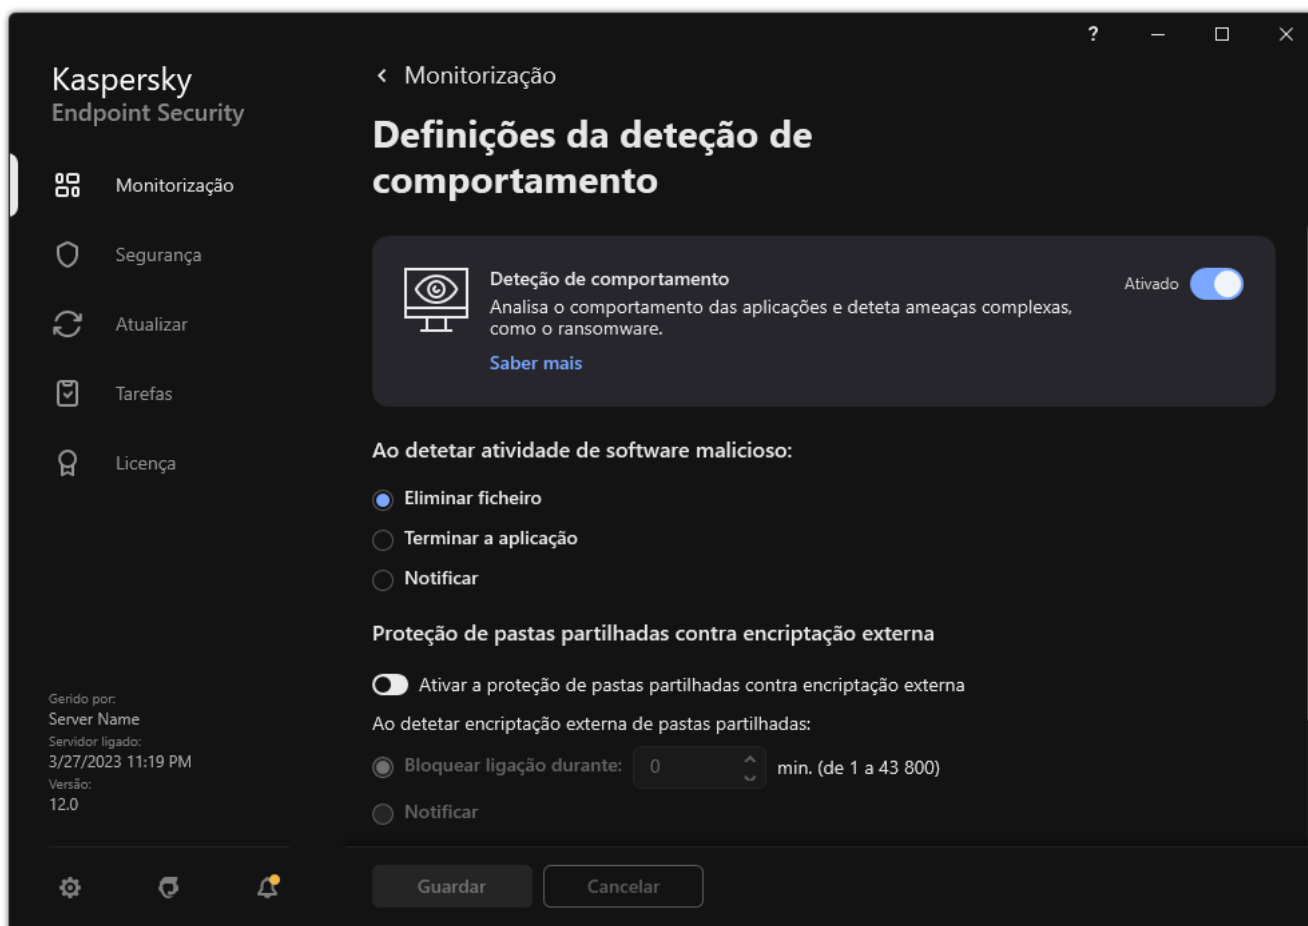 ?
Kaspersky
Endpoint Security
Monitorização
Segurança
Atualizar
Tarefas
Licença
Gerido por:
Server Name
Servidor ligado:
3/27/2023 11:19 PM
Versão:
12.0
Monitorização
Definições da deteção de
comportamento
Deteção de comportamento
Analisa o comportamento das aplicações e deteta ameaças complexas,
como o ransomware.
Saber mais
Ativado
Ao detetar atividade de software malicioso:
Eliminar ficheiro
Terminar a aplicação
Notificar
Proteção de pastas partilhadas contra encriptação externa
Ativar a proteção de pastas partilhadas contra encriptação externa
Ao detetar encriptação externa de pastas partilhadas:
Bloquear ligação durante: 0 min. (de 1 a 43 800)
Notificar
Guardar Cancelar